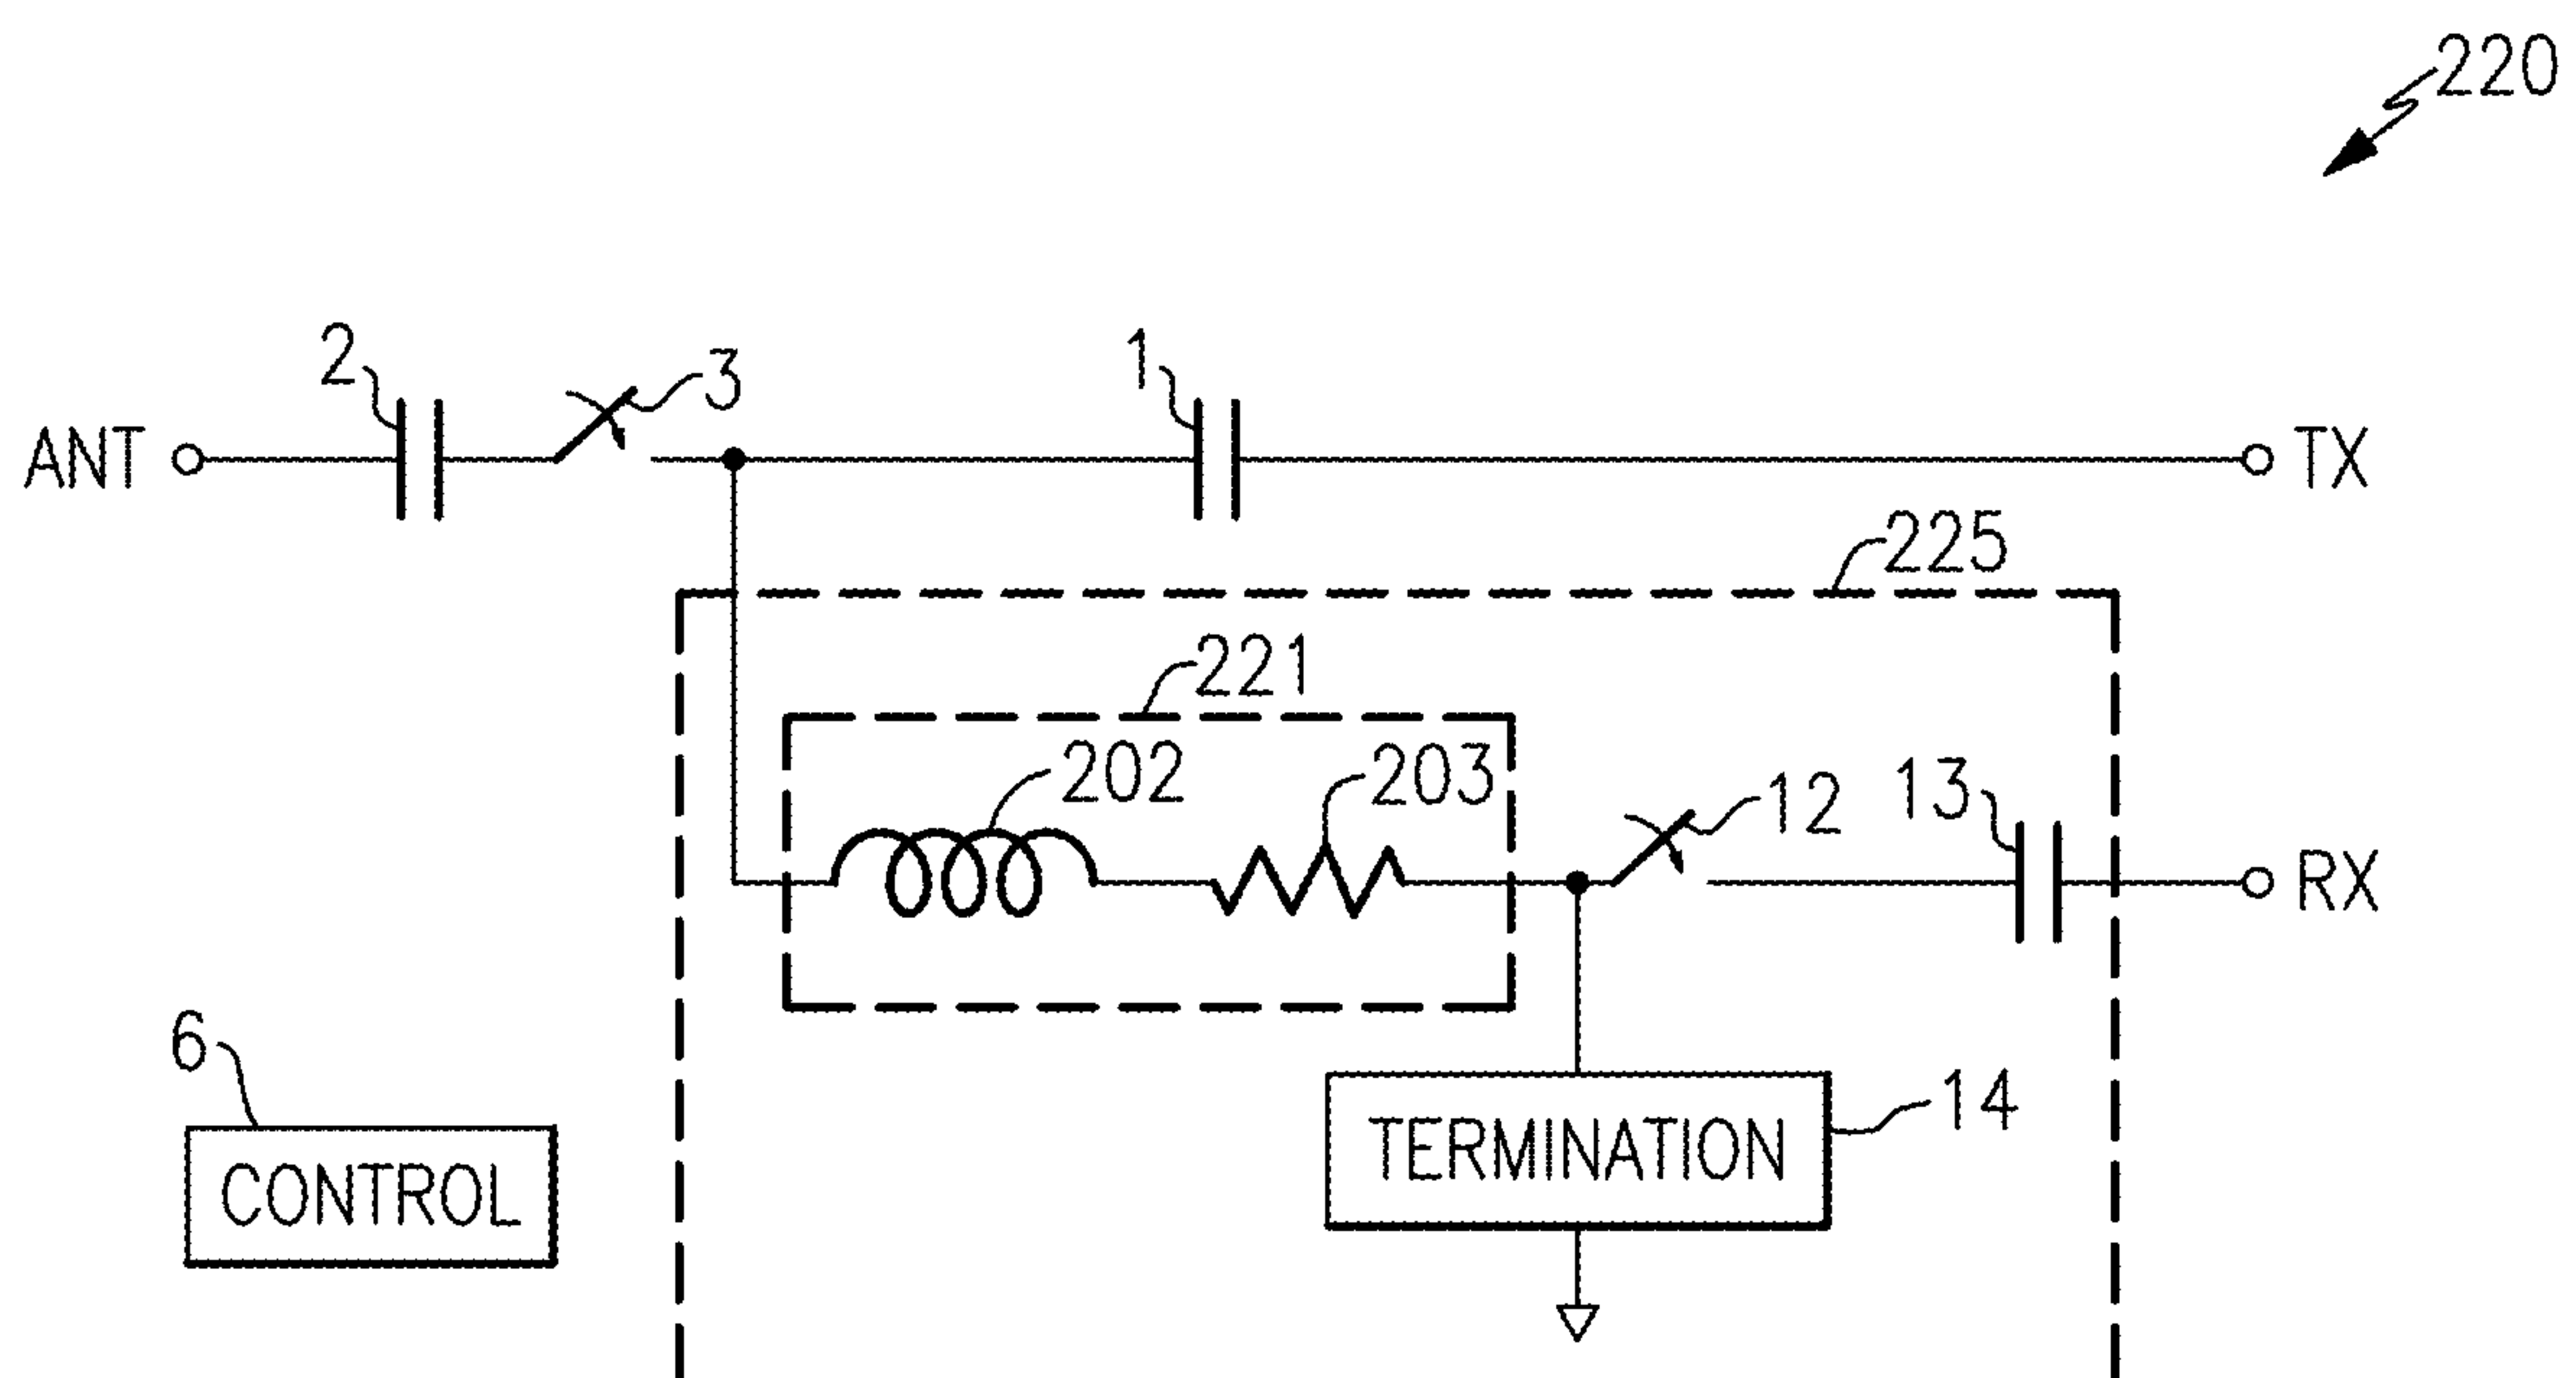 220
2
3
1
ANT
TX
225
221
202
203
12
13
RX
6
CONTROL
TERMINATION
14